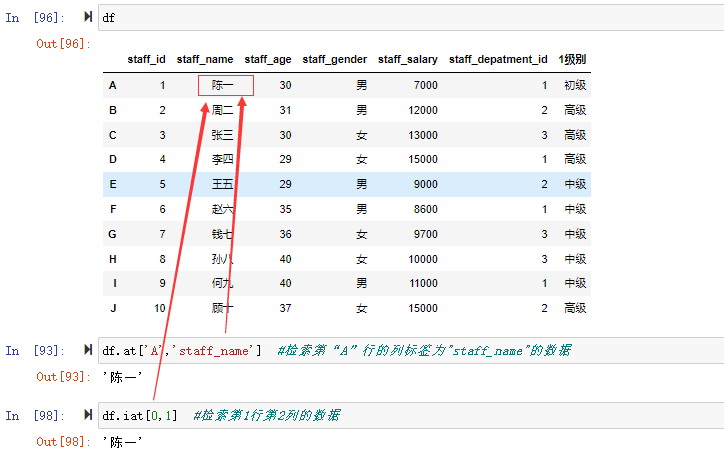 In [96]: df
Out[96]:
staff_id staff_name staff_age staff_gender staff_salary staff_depatment_id 1级别
A 1 陈一 30 男 7000 1 初级
B 2 周二 31 男 12000 2 高级
C 3 张三 30 女 13000 3 高级
D 4 李四 29 女 15000 1 高级
E 5 王五 29 男 9000 2 中级
F 6 赵六 35 男 8600 1 中级
G 7 钱七 36 女 9700 3 中级
H 8 孙八 40 女 10000 3 中级
I 9 何九 40 男 11000 1 中级
J 10 顾十 37 女 15000 2 高级
In [93]: df.at['A','staff_name'] #检索第“A”行的列标签为"staff_name"的数据
Out[93]: '陈一'
In [98]: df.iat[0,1] #检索第1行第2列的数据
Out[98]: '陈一'